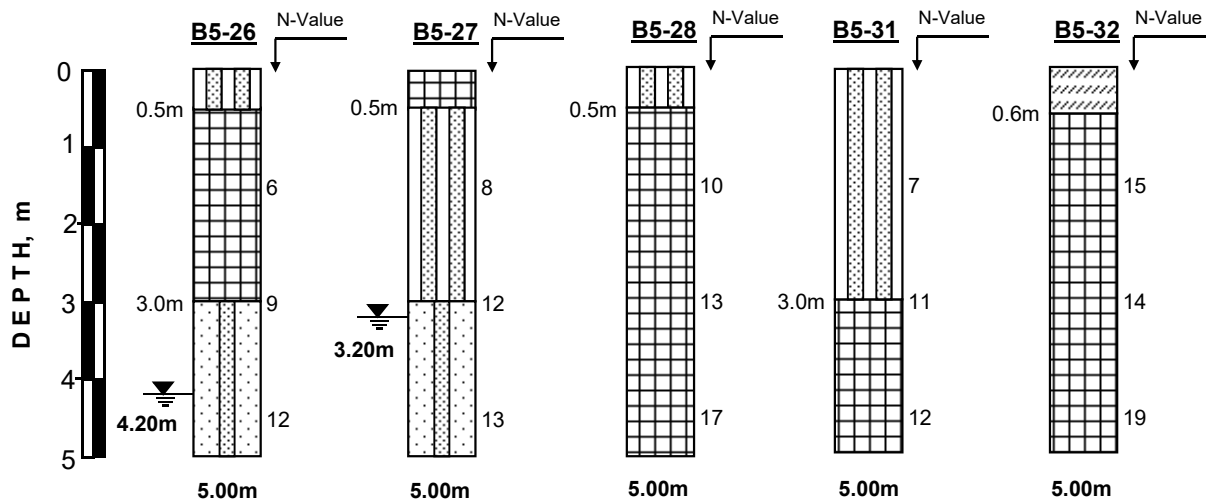 N-Value N-Value N-Value N-Value N-Value
B5-26 B5-27 B5-28 B5-31 B5-32
0
0.5m 0.5m 0.5m 0.6m
1
6 8 10 7 15
2
DEPTH, m
3 3.0m 9 12 13 3.0m 11 14
3.20m
4
4.20m 12 13 17 12 19
5
5.00m 5.00m 5.00m 5.00m 5.00m